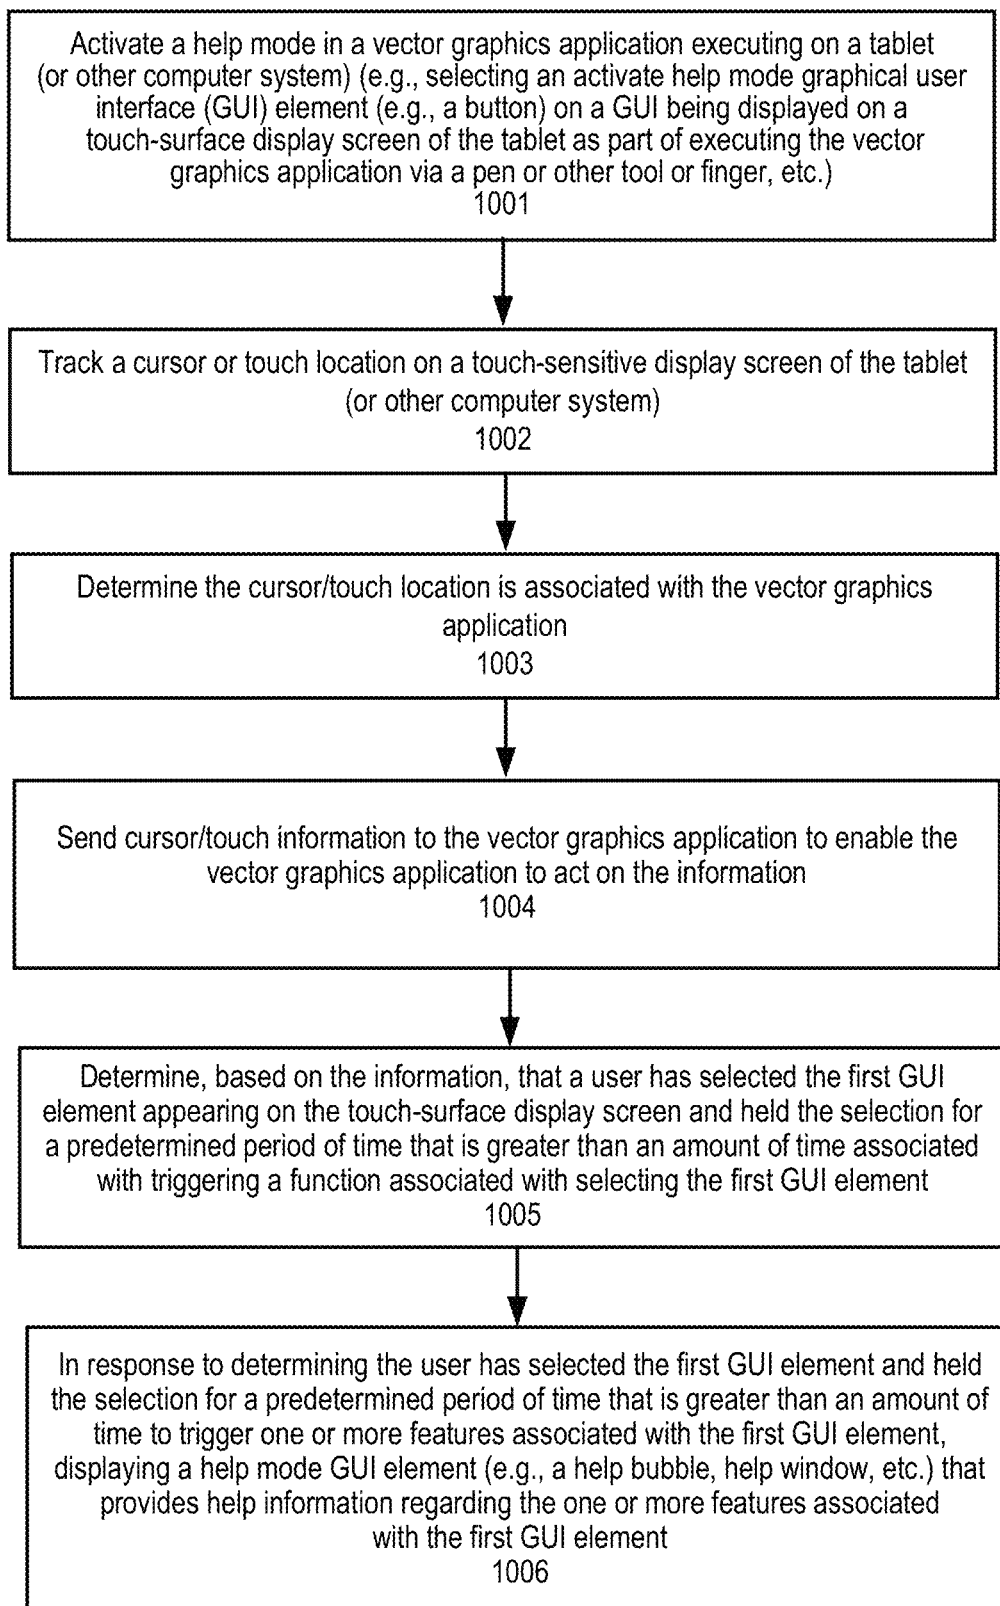 Activate a help mode in a vector graphics application executing on a tablet
(or other computer system) (e.g., selecting an activate help mode graphical user
interface (GUI) element (e.g., a button) on a GUI being displayed on a
touch-surface display screen of the tablet as part of executing the vector
graphics application via a pen or other tool or finger, etc.)
1001
Track a cursor or touch location on a touch-sensitive display screen of the tablet
(or other computer system)
1002
Determine the cursor/touch location is associated with the vector graphics
application
1003
Send cursor/touch information to the vector graphics application to enable the
vector graphics application to act on the information
1004
Determine, based on the information, that a user has selected the first GUI
element appearing on the touch-surface display screen and held the selection for
a predetermined period of time that is greater than an amount of time associated
with triggering a function associated with selecting the first GUI element
1005
In response to determining the user has selected the first GUI element and held
the selection for a predetermined period of time that is greater than an amount of
time to trigger one or more features associated with the first GUI element,
displaying a help mode GUI element (e.g., a help bubble, help window, etc.) that
provides help information regarding the one or more features associated
with the first GUI element
1006